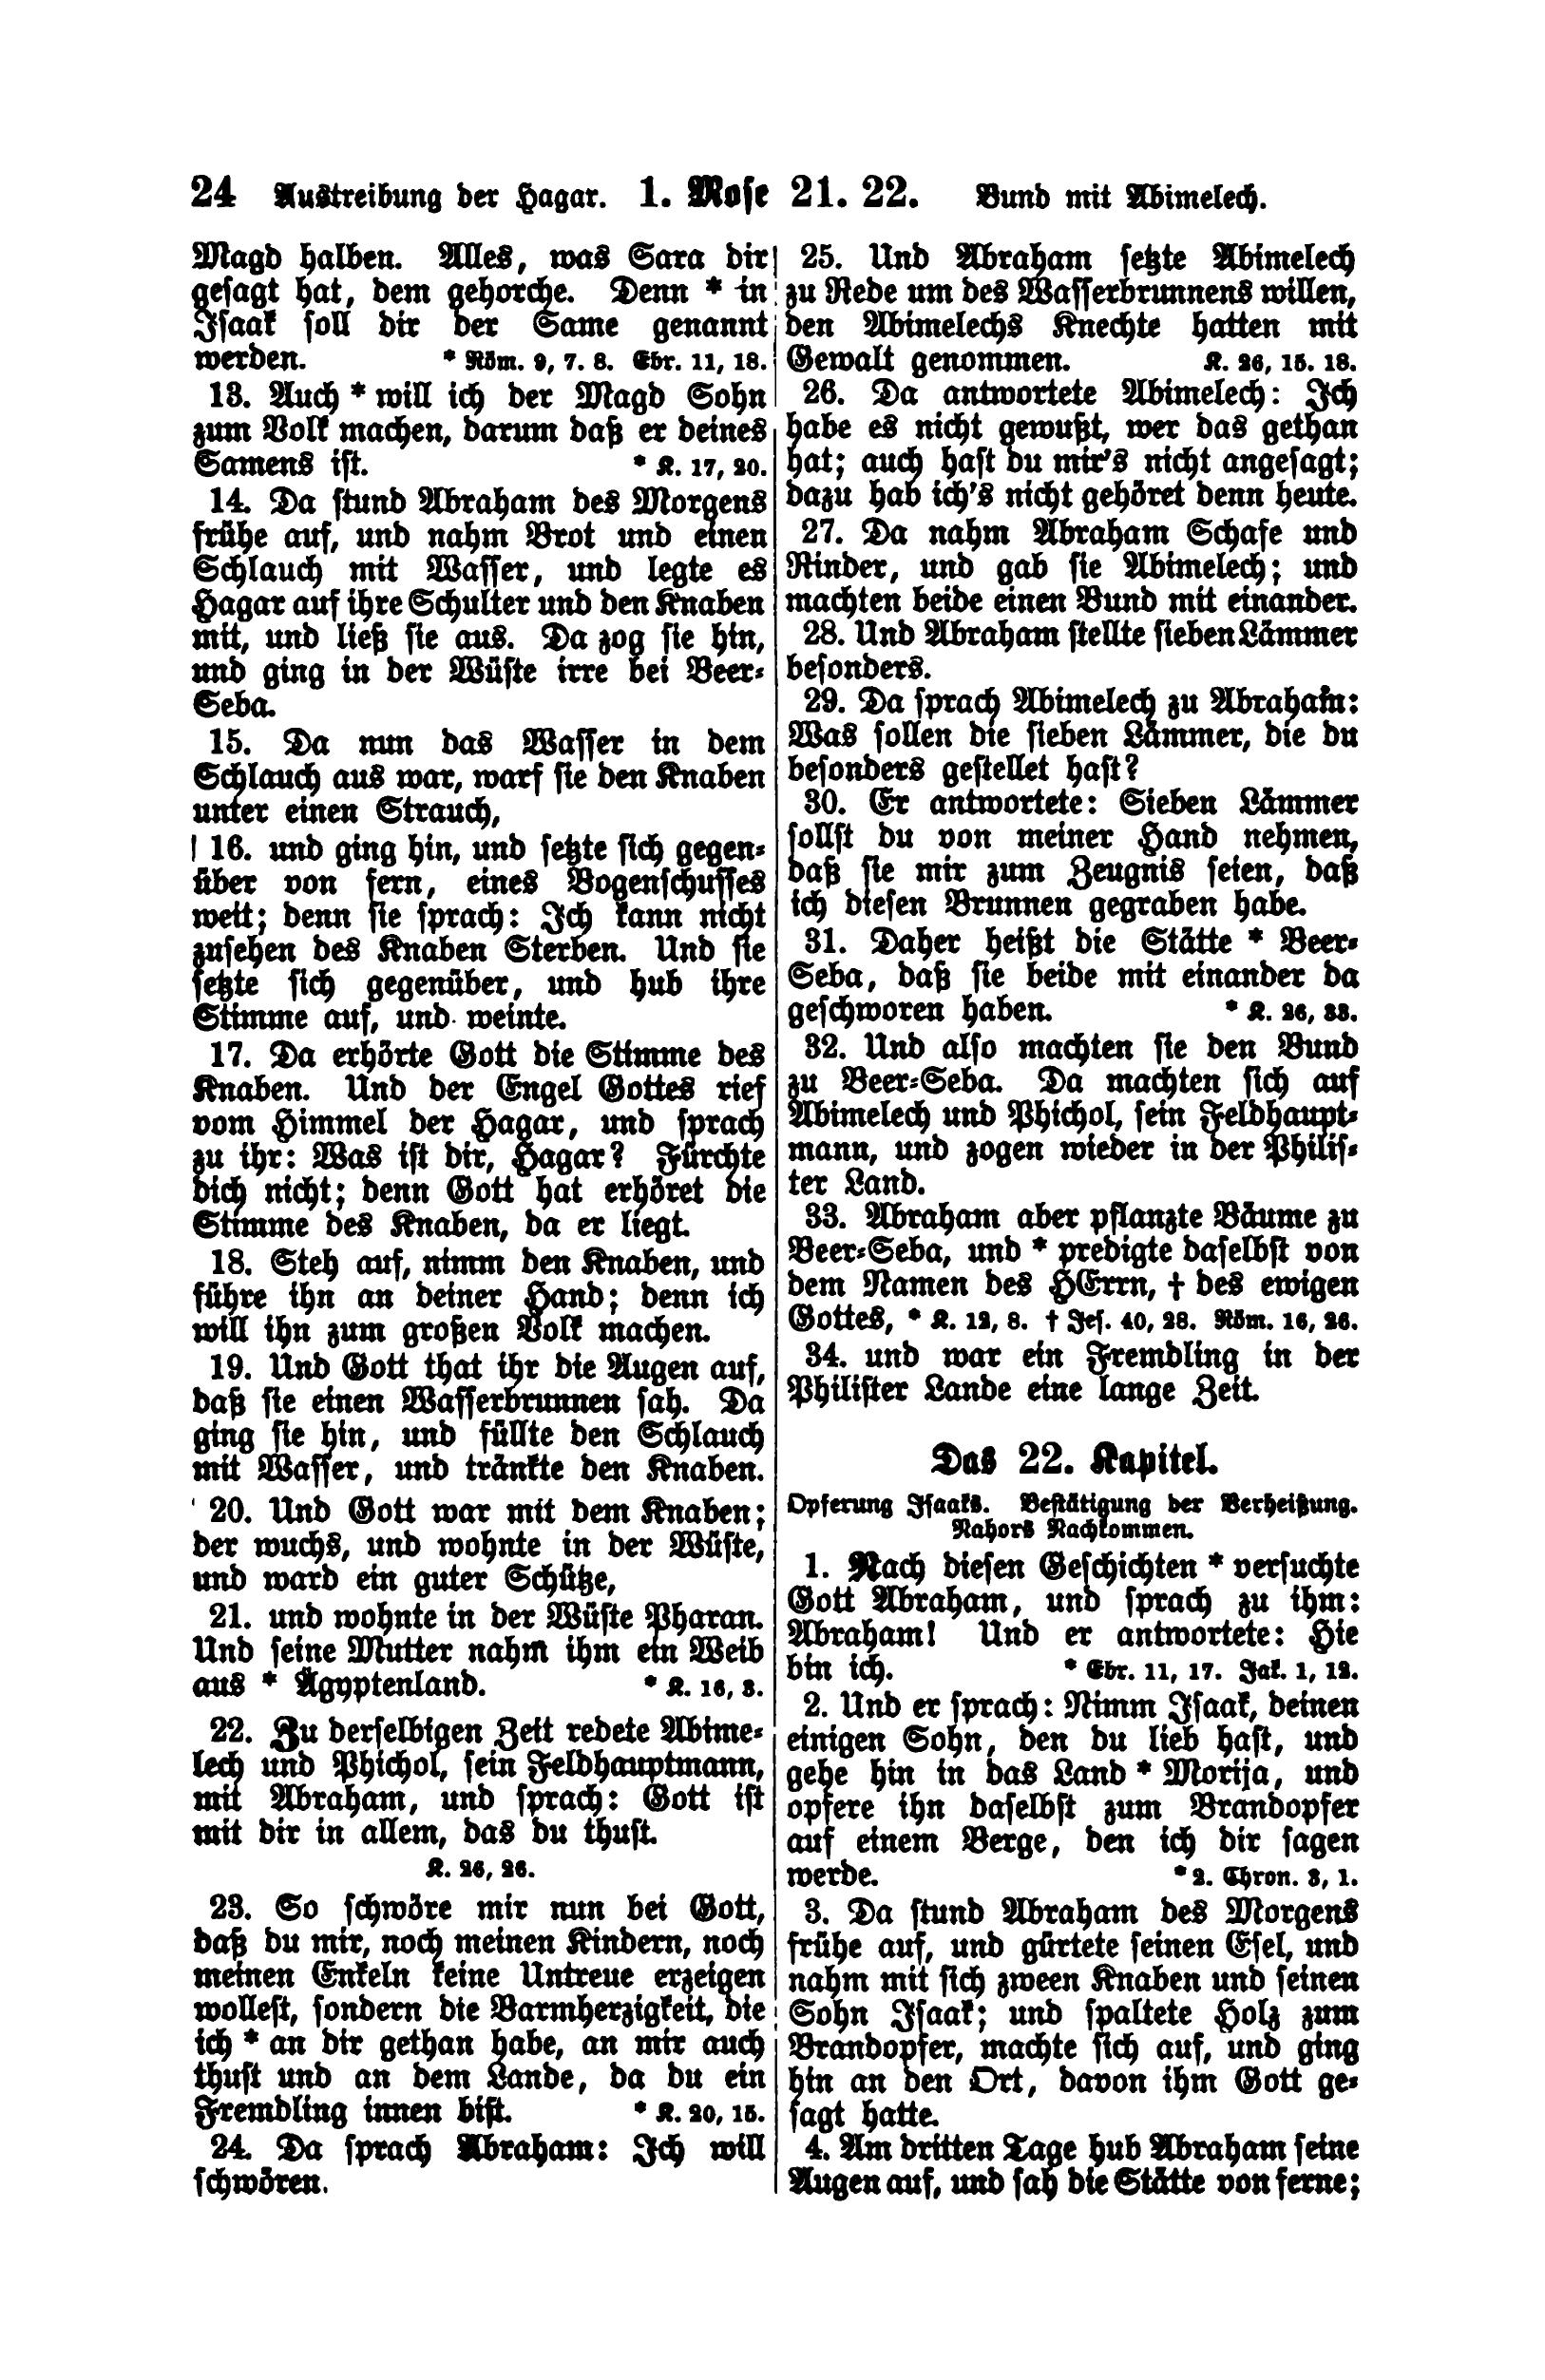 24 Austreibung der Hagar. 1. Mose 21. 22. Bund mit Abimelech.
Magd halben. Alles, was Sara dir
gesagt hat, dem gehorche. Denn * in
Isaak soll dir der Same genannt
werden. * Röm. 9, 7. 8. Ebr. 11, 18.
13. Auch * will ich der Magd Sohn
zum Volk machen, darum daß er deines
Samens ist. * K. 17, 20.
14. Da stund Abraham des Morgens
frühe auf, und nahm Brot und einen
Schlauch mit Wasser, und legte es
Hagar auf ihre Schulter und den Knaben
mit, und ließ sie aus. Da zog sie hin,
und ging in der Wüste irre bei Beer-
Seba.
15. Da nun das Wasser in dem
Schlauch aus war, warf sie den Knaben
unter einen Strauch,
16. und ging hin, und setzte sich gegen-
über von fern, eines Bogenschusses
weit; denn sie sprach: Ich kann nicht
zusehen des Knaben Sterben. Und sie
setzte sich gegenüber, und hub ihre
Stimme auf, und weinte.
17. Da erhörte Gott die Stimme des
Knaben. Und der Engel Gottes rief
vom Himmel der Hagar, und sprach
zu ihr: Was ist dir, Hagar? Fürchte
dich nicht; denn Gott hat erhöret die
Stimme des Knaben, da er liegt.
18. Steh auf, nimm den Knaben, und
führe ihn an deiner Hand; denn ich
will ihn zum großen Volk machen.
19. Und Gott that ihr die Augen auf,
daß sie einen Wasserbrunnen sah. Da
ging sie hin, und füllte den Schlauch
mit Wasser, und tränkte den Knaben.
20. Und Gott war mit dem Knaben;
der wuchs, und wohnte in der Wüste,
und ward ein guter Schütze,
21. und wohnte in der Wüste Pharan.
Und seine Mutter nahm ihm ein Weib
aus * Ägyptenland. * K. 16, 3.
22. Zu derselbigen Zeit redete Abime-
lech und Phichol, sein Feldhauptmann,
mit Abraham, und sprach: Gott ist
mit dir in allem, das du thust.
K. 26, 26.
23. So schwöre mir nun bei Gott,
daß du mir, noch meinen Kindern, noch
meinen Enkeln keine Untreue erzeigen
wollest, sondern die Barmherzigkeit, die
ich * an dir gethan habe, an mir auch
thust und an dem Lande, da du ein
Fremdling innen bist. * K. 20, 15.
24. Da sprach Abraham: Ich will
schwören.
25. Und Abraham setzte Abimelech
zu Rede um des Wasserbrunnens willen,
den Abimelechs Knechte hatten mit
Gewalt genommen. K. 26, 15. 18.
26. Da antwortete Abimelech: Ich
habe es nicht gewußt, wer das gethan
hat; auch hast du mir's nicht angesagt;
dazu hab ich's nicht gehöret denn heute.
27. Da nahm Abraham Schafe und
Rinder, und gab sie Abimelech; und
machten beide einen Bund mit einander.
28. Und Abraham stellte sieben Lämmer
besonders.
29. Da sprach Abimelech zu Abraham:
Was sollen die sieben Lämmer, die du
besonders gestellet hast?
30. Er antwortete: Sieben Lämmer
sollst du von meiner Hand nehmen,
daß sie mir zum Zeugnis seien, daß
ich diesen Brunnen gegraben habe.
31. Daher heißt die Stätte * Beer-
Seba, daß sie beide mit einander da
geschworen haben. * K. 26, 33.
32. Und also machten sie den Bund
zu Beer-Seba. Da machten sich auf
Abimelech und Phichol, sein Feldhaupt-
mann, und zogen wieder in der Philis-
ter Land.
33. Abraham aber pflanzte Bäume zu
Beer-Seba, und * predigte daselbst von
dem Namen des HErrn, † des ewigen
Gottes, * K. 12, 8. † Jes. 40, 28. Röm. 16, 26.
34. und war ein Fremdling in der
Philister Lande eine lange Zeit.
Das 22. Kapitel.
Opferung Isaaks. Bestätigung der Verheißung.
Nahors Nachkommen.
1. Nach diesen Geschichten * versuchte
Gott Abraham, und sprach zu ihm:
Abraham! Und er antwortete: Hie
bin ich. * Ebr. 11, 17. Jak. 1, 12.
2. Und er sprach: Nimm Isaak, deinen
einigen Sohn, den du lieb hast, und
gehe hin in das Land * Morija, und
opfere ihn daselbst zum Brandopfer
auf einem Berge, den ich dir sagen
werde. * 2. Chron. 3, 1.
3. Da stund Abraham des Morgens
frühe auf, und gürtete seinen Esel, und
nahm mit sich zween Knaben und seinen
Sohn Isaak; und spaltete Holz zum
Brandopfer, machte sich auf, und ging
hin an den Ort, davon ihm Gott ge-
sagt hatte.
4. Am dritten Tage hub Abraham seine
Augen auf, und sah die Stätte von ferne;